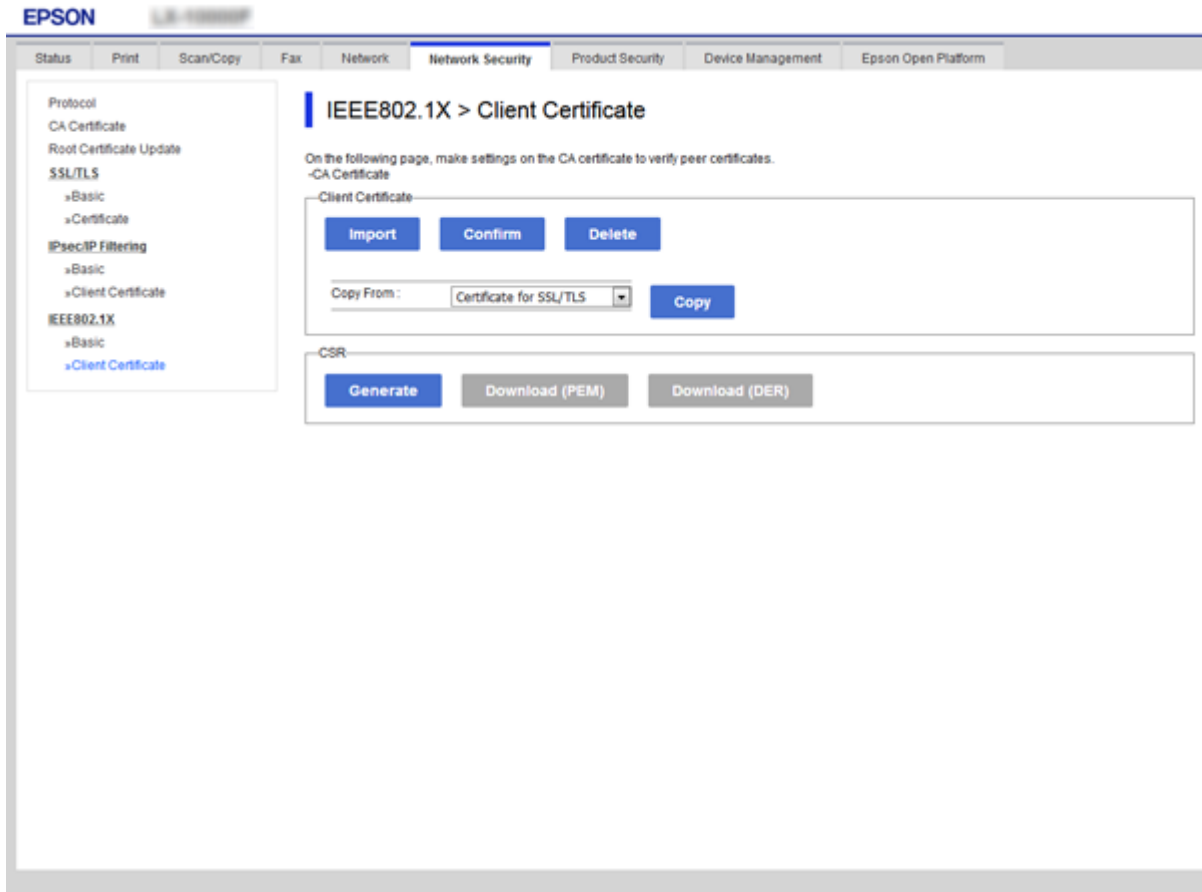 EPSON
Status Print Scan/Copy Fax Network Network Security Product Security Device Management Epson Open Platform
Protocol
CA Certificate
Root Certificate Update
SSL/TLS
»Basic
»Certificate
IPsec/IP Filtering
»Basic
»Client Certificate
IEEE802.1X
»Basic
»Client Certificate
IEEE802.1X > Client Certificate
On the following page, make settings on the CA certificate to verify peer certificates.
-CA Certificate
Client Certificate
Import Confirm Delete
Copy From : Certificate for SSL/TLS Copy
CSR
Generate Download (PEM) Download (DER)